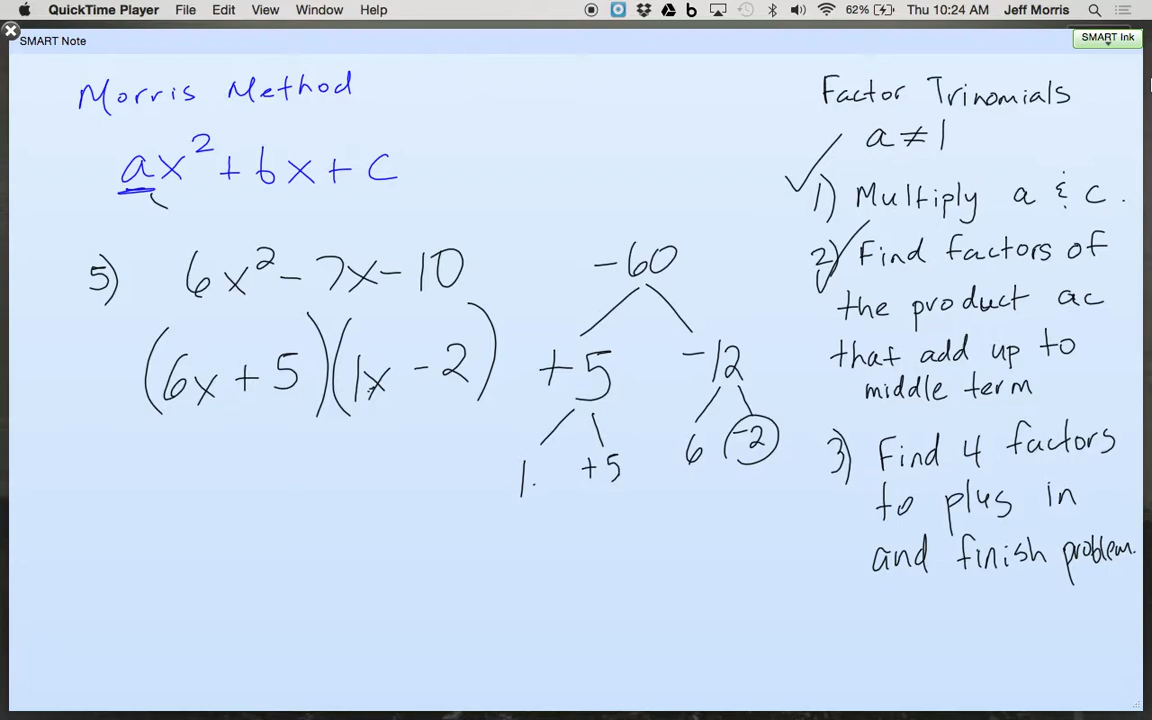 QuickTime Player File Edit View Window Help 62% Thu 10:24 AM Jeff Morris
SMART Note
SMART Ink
Morris Method
ax² + bx + c
5) 6x² - 7x - 10
(6x + 5)(1x - 2)
-60
+5 -12
1. +5 6 -2
Factor Trinomials
a ≠ 1
1) Multiply a & c.
2) Find factors of
the product ac
that add up to
middle term
3) Find 4 factors
to plug in
and finish problem.